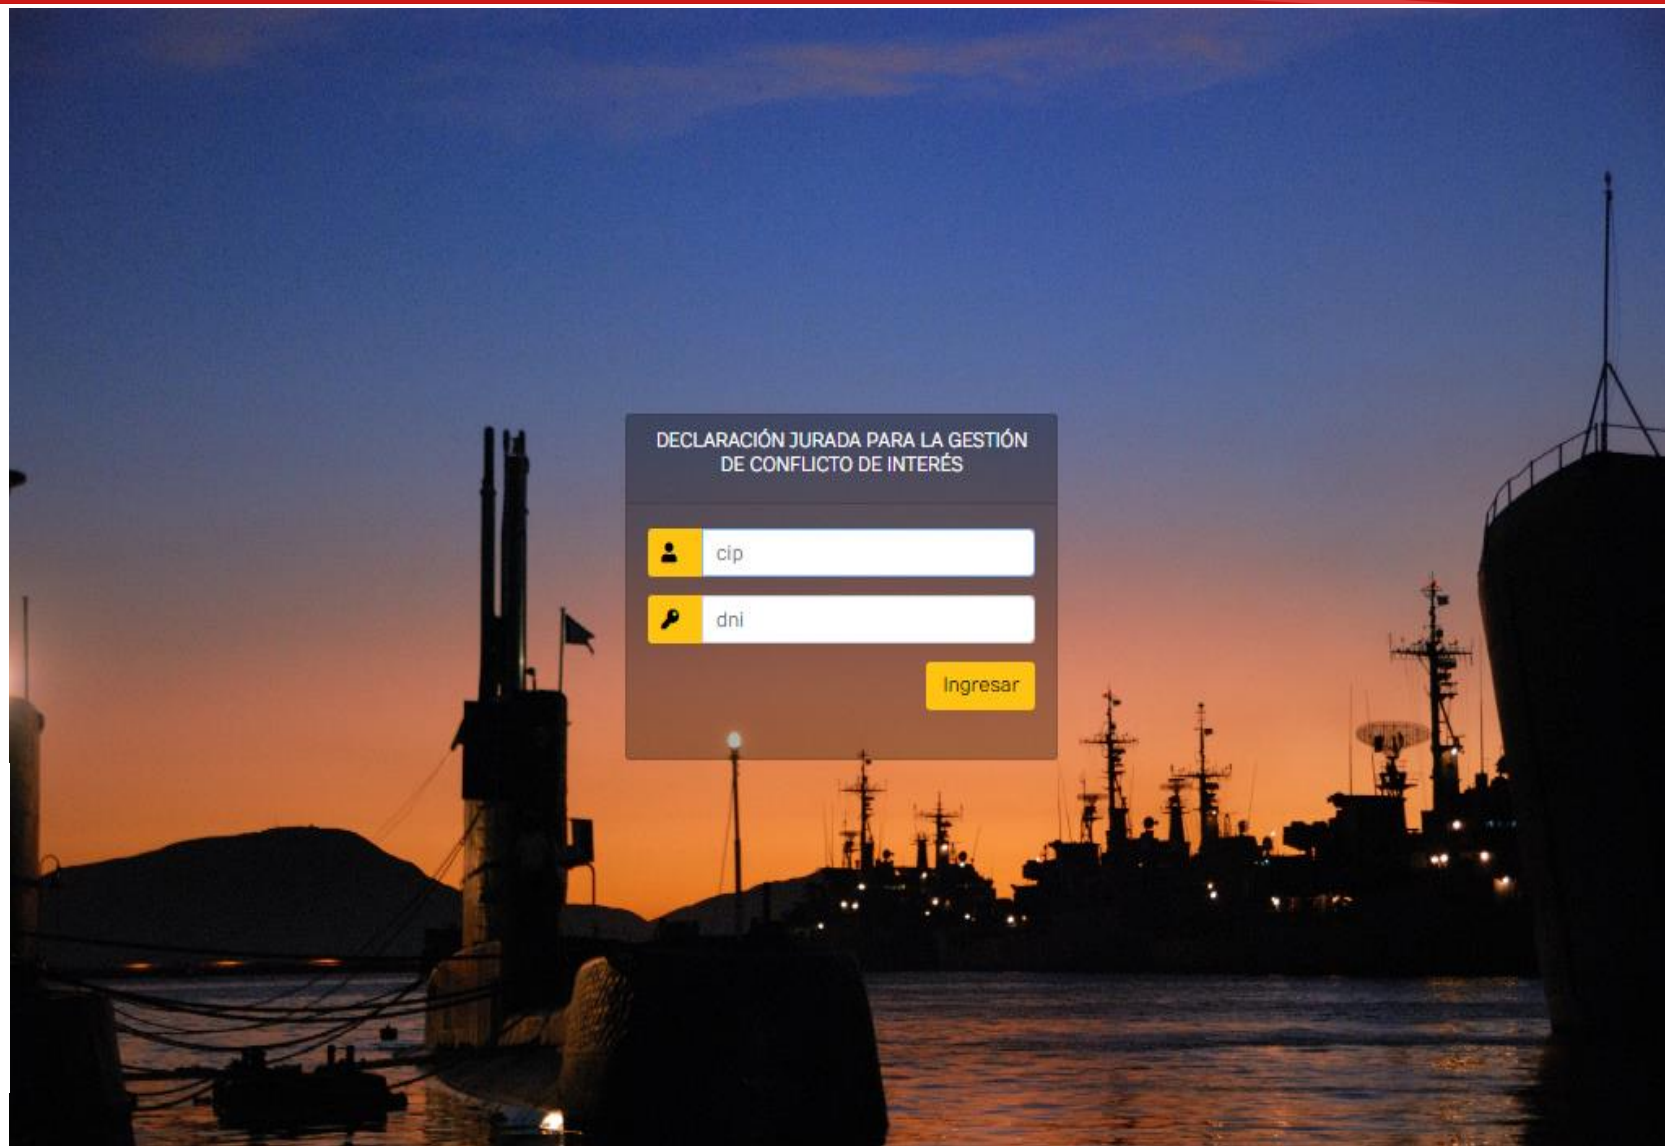 DECLARACIÓN JURADA PARA LA GESTIÓN
DE CONFLICTO DE INTERÉS
cip
dni
Ingresar